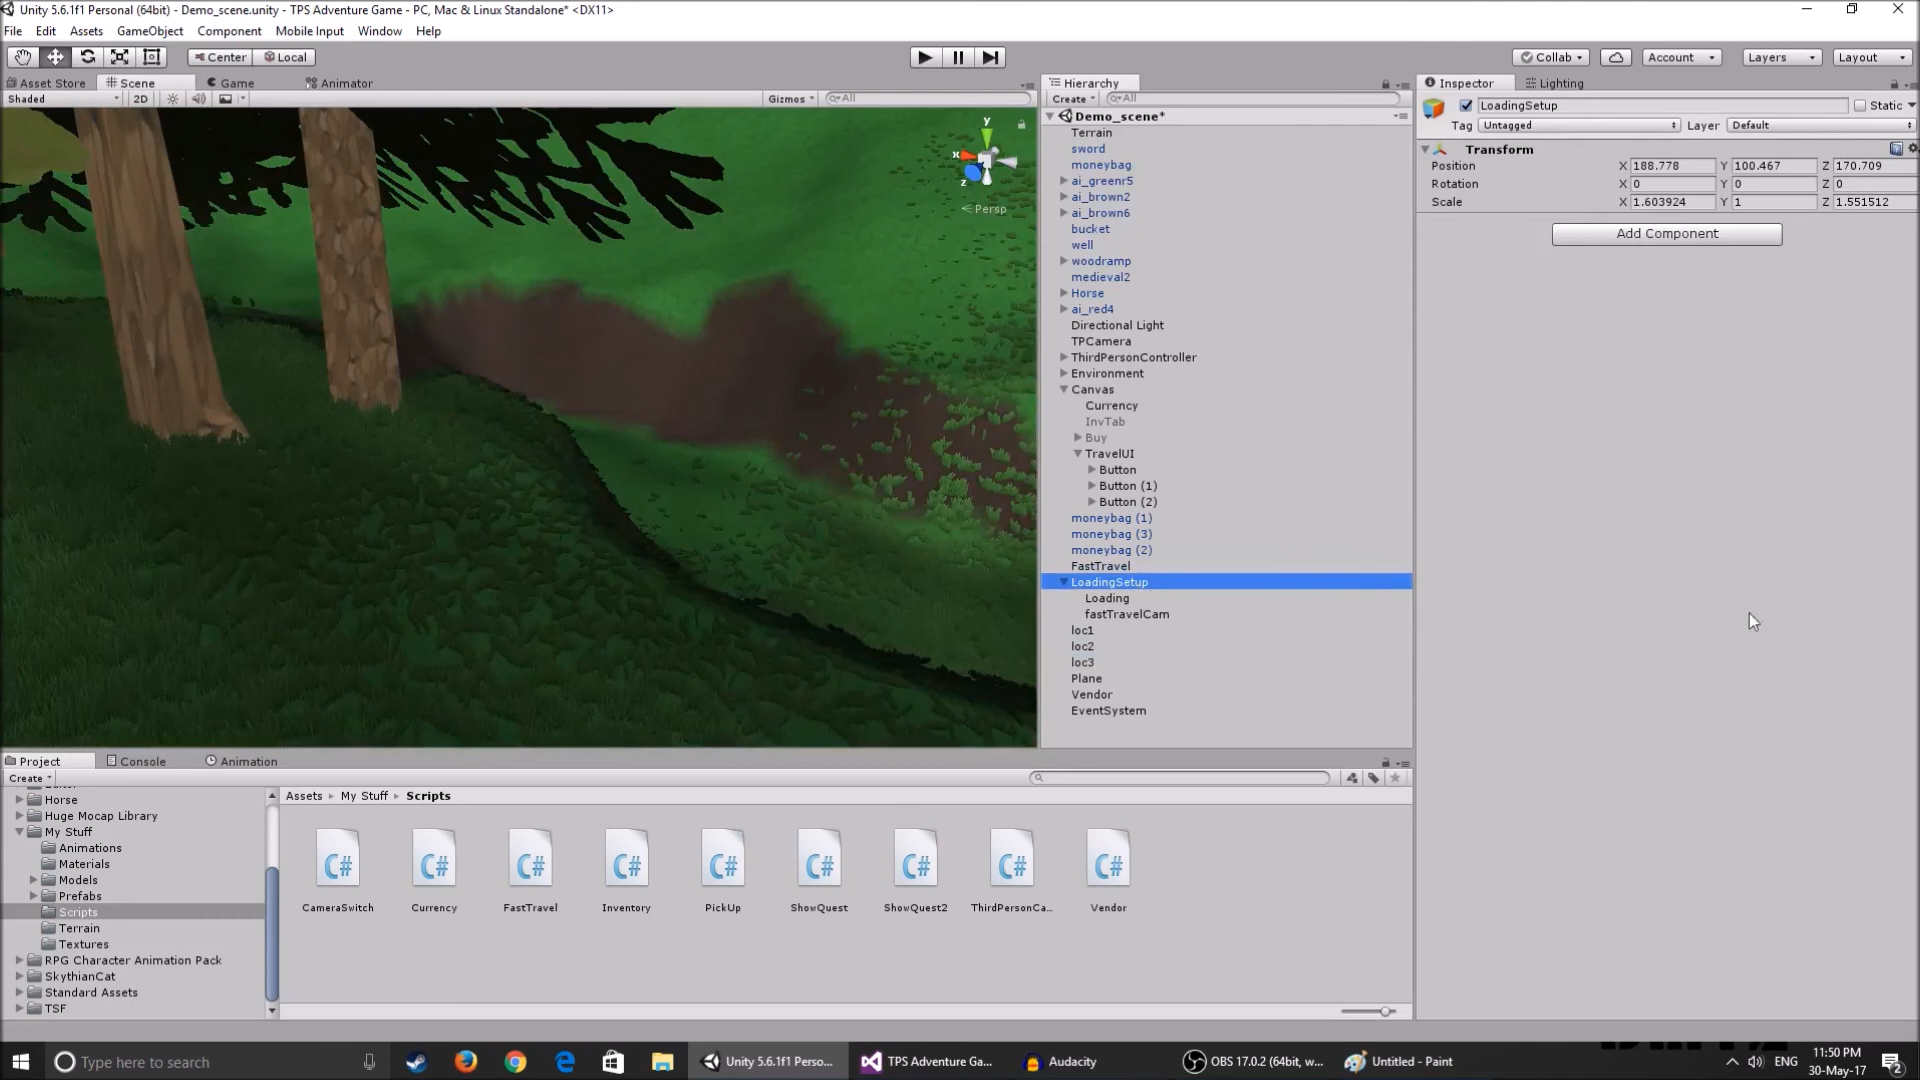 Unity 5.6.1f1 Personal (64bit) - Demo_scene.unity - TPS Adventure Game - PC, Mac & Linux Standalone* <DX11>
File Edit Assets GameObject Component Mobile Input Window Help
Center Local Collab Account Layers Layout
Asset Store Scene Game Animator Hierarchy Inspector Lighting
Shaded 2D Gizmos All Create All
LoadingSetup Static
Tag Untagged Layer Default
Transform
Position X 188.778 Y 100.467 Z 170.709
Rotation X 0 Y 0 Z 0
Scale X 1.603924 Y 1 Z 1.551512
Add Component
y
x
z
Persp
Demo_scene*
Terrain
sword
moneybag
ai_greenr5
ai_brown2
ai_brown6
bucket
well
woodramp
medieval2
Horse
ai_red4
Directional Light
TPCamera
ThirdPersonController
Environment
Canvas
Currency
InvTab
Buy
TravelUI
Button
Button (1)
Button (2)
moneybag (1)
moneybag (3)
moneybag (2)
FastTravel
LoadingSetup
Loading
fastTravelCam
loc1
loc2
loc3
Plane
Vendor
EventSystem
Project Console Animation
Create
Horse
Huge Mocap Library
My Stuff
Animations
Materials
Models
Prefabs
Scripts
Terrain
Textures
RPG Character Animation Pack
SkythianCat
Standard Assets
TSF
Assets My Stuff Scripts
C# C# C# C# C# C# C# C# C#
CameraSwitch Currency FastTravel Inventory PickUp ShowQuest ShowQuest2 ThirdPersonCa... Vendor
Type here to search
Unity 5.6.1f1 Perso...
TPS Adventure Ga...
Audacity
OBS 17.0.2 (64bit, w...
Untitled - Paint
ENG
11:50 PM
30-May-17
2